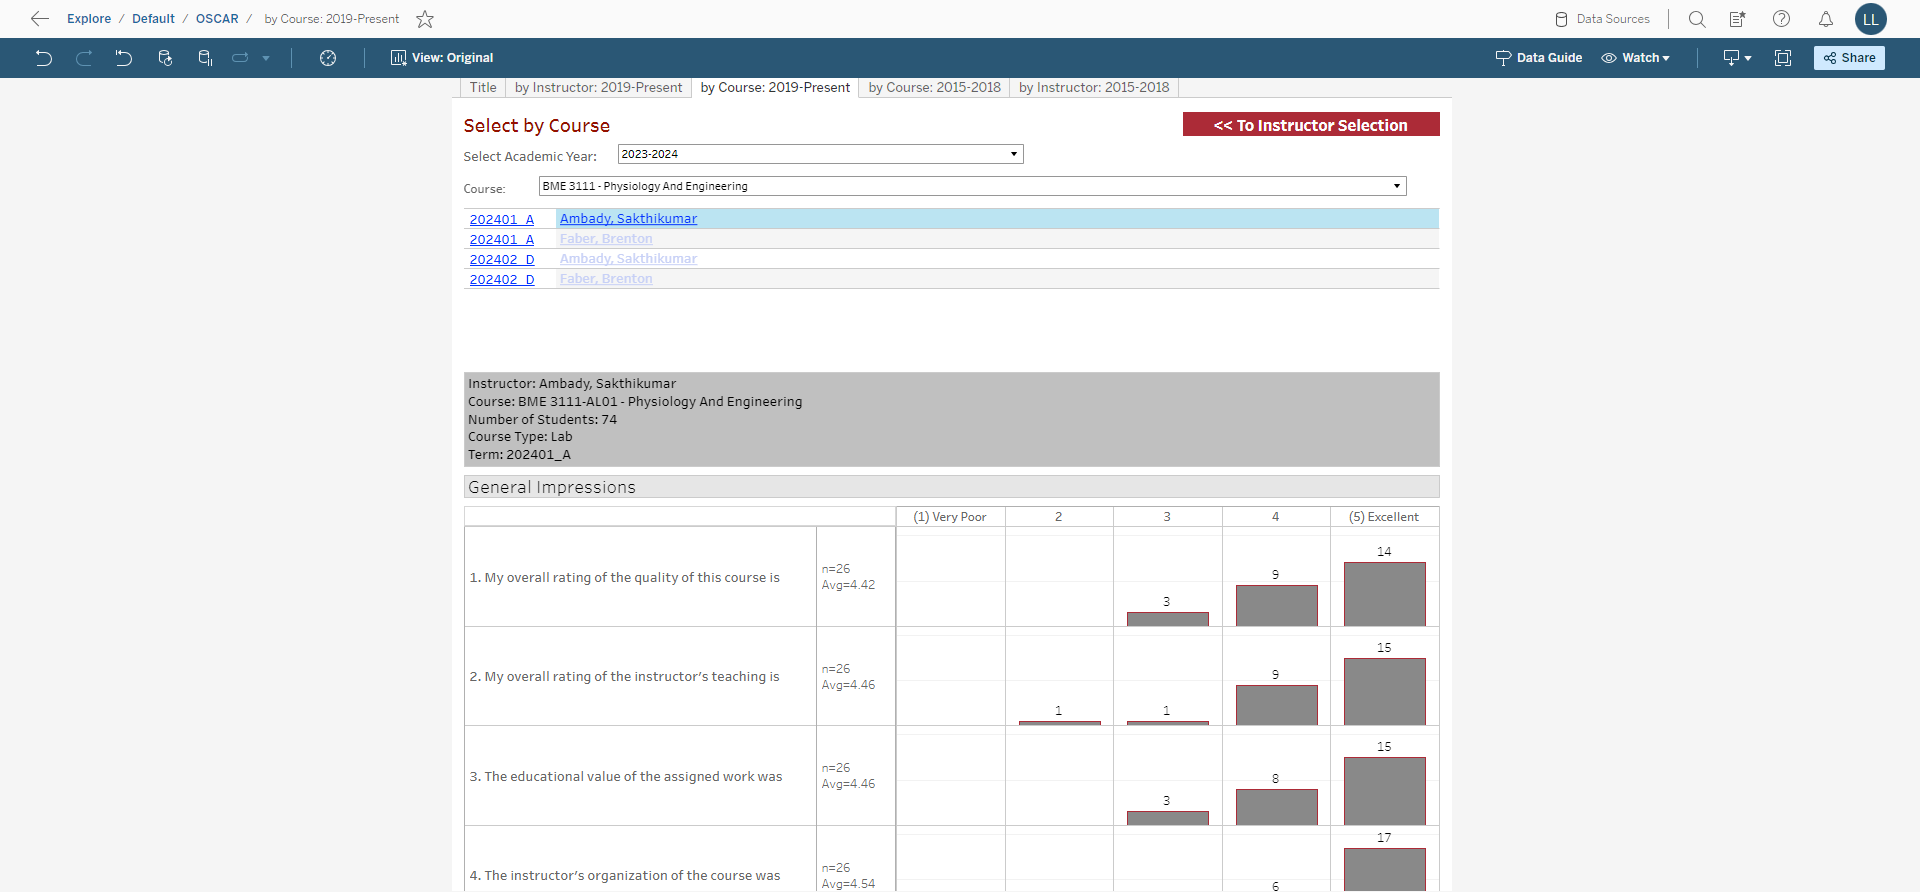 Explore / Default / OSCAR / by Course: 2019-Present
Data Sources
LL
View: Original
Data Guide
Watch
Share
Title
by Instructor: 2019-Present
by Course: 2019-Present
by Course: 2015-2018
by Instructor: 2015-2018
Select by Course
<< To Instructor Selection
Select Academic Year:
2023-2024
Course:
BME 3111 - Physiology And Engineering
202401_A Ambady, Sakthikumar
202401_A Faber, Brenton
202402_D Ambady, Sakthikumar
202402_D Faber, Brenton
Instructor: Ambady, Sakthikumar
Course: BME 3111-AL01 - Physiology And Engineering
Number of Students: 74
Course Type: Lab
Term: 202401_A
General Impressions
(1) Very Poor 2 3 4 (5) Excellent
1. My overall rating of the quality of this course is
n=26
Avg=4.42
3 9 14
2. My overall rating of the instructor's teaching is
n=26
Avg=4.46
1 1 9 15
3. The educational value of the assigned work was
n=26
Avg=4.46
3 8 15
4. The instructor's organization of the course was
n=26
Avg=4.54
6 17